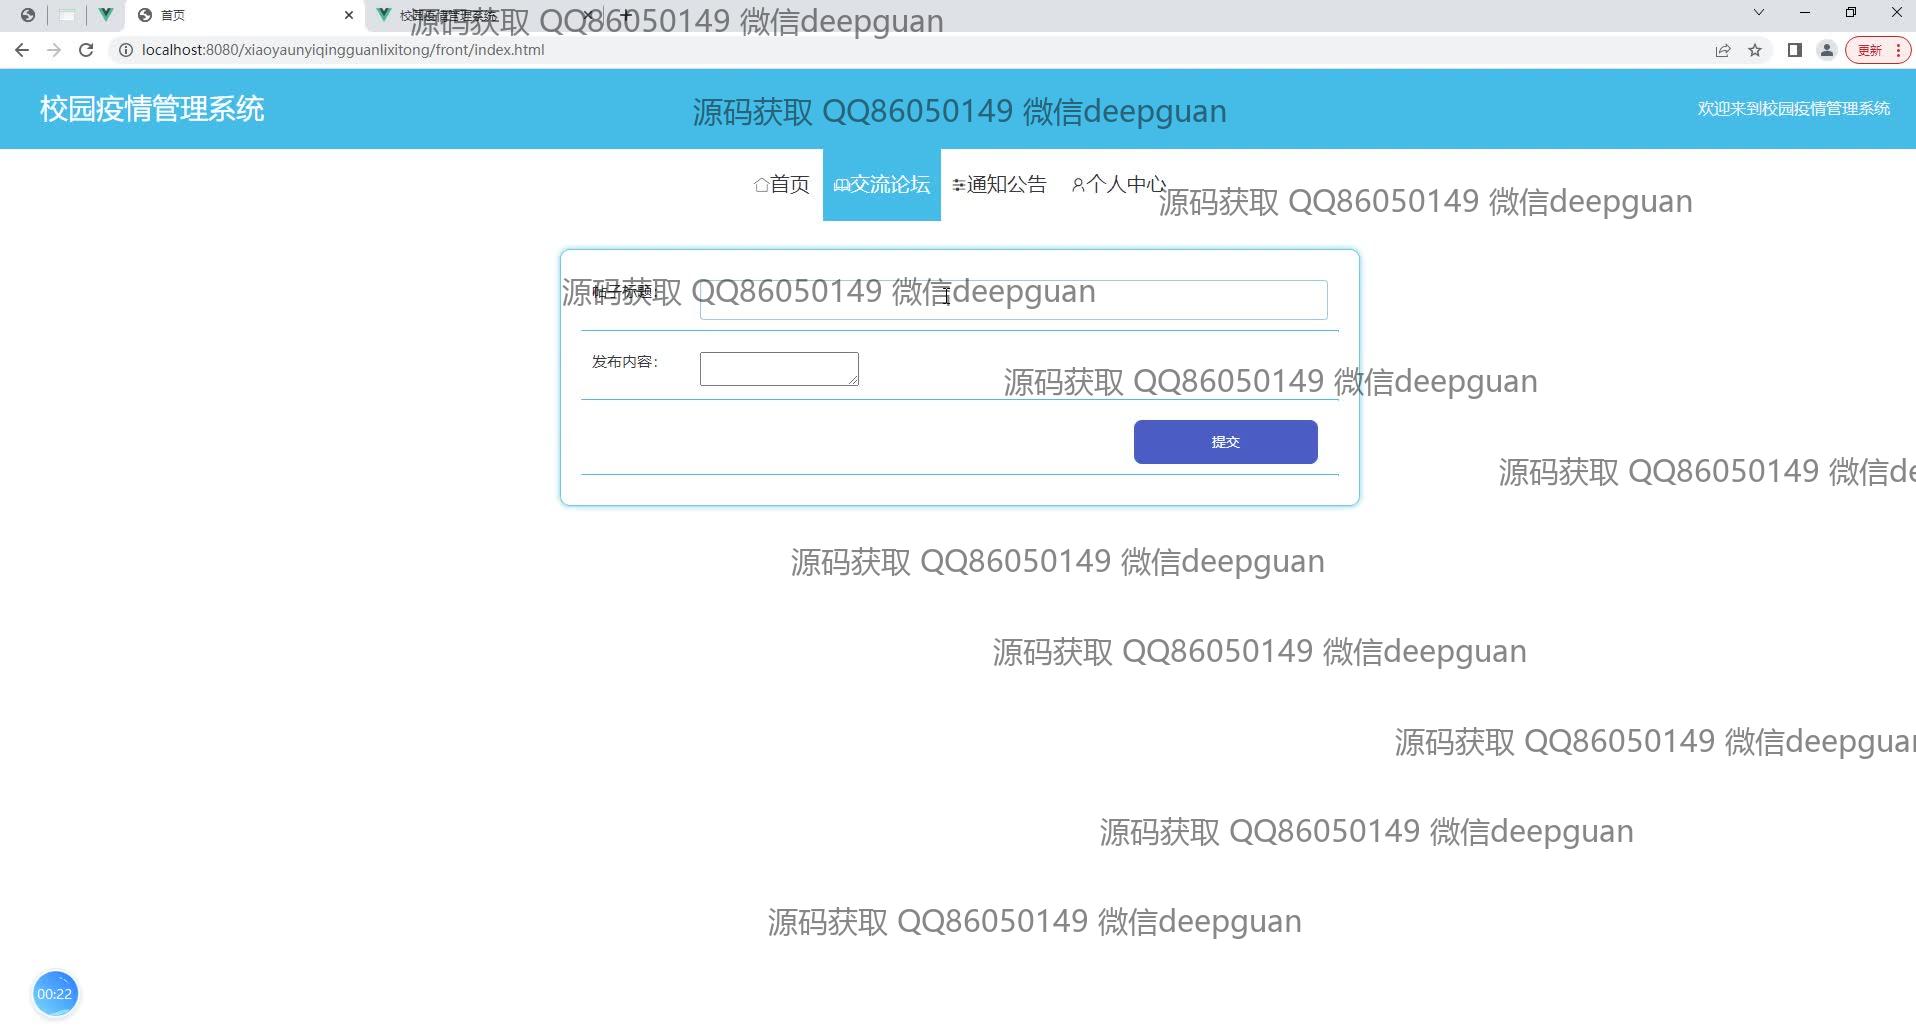 首页
校园疫情管理系统
源码获取 QQ86050149 微信deepguan
localhost:8080/xiaoyaunyiqingguanlixitong/front/index.html
更新
校园疫情管理系统
源码获取 QQ86050149 微信deepguan
欢迎来到校园疫情管理系统
首页
交流论坛
通知公告
个人中心
源码获取 QQ86050149 微信deepguan
帖子标题:
源码获取 QQ86050149 微信deepguan
发布内容:
源码获取 QQ86050149 微信deepguan
提交
源码获取 QQ86050149 微信de
源码获取 QQ86050149 微信deepguan
源码获取 QQ86050149 微信deepguan
源码获取 QQ86050149 微信deepguan
源码获取 QQ86050149 微信deepguan
源码获取 QQ86050149 微信deepguan
00:22